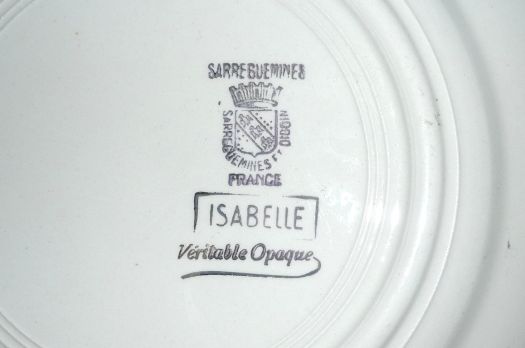 SARREGUEMINES
SARREGUEMINES ET DIGOIN
FRANCE
ISABELLE
Véritable Opaque